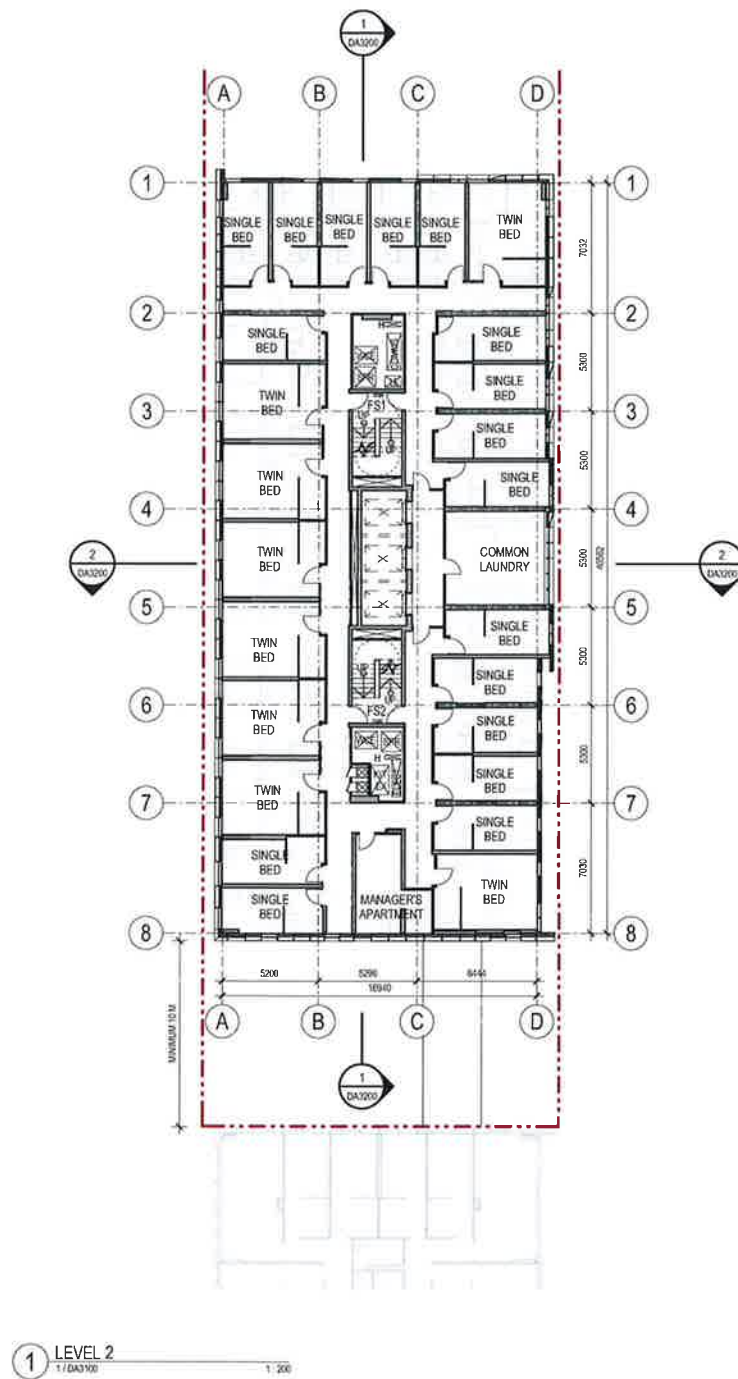 1
DA3200
A B C D
1 1
SINGLE
BED
SINGLE
BED
SINGLE
BED
SINGLE
BED
SINGLE
BED
TWIN
BED
7032
2 2
SINGLE
BED
SINGLE
BED
5300
TWIN
BED
SINGLE
BED
3 3
FS1
UP
SINGLE
BED
5300
TWIN
BED
SINGLE
BED
4 4
2
DA3200
TWIN
BED
COMMON
LAUNDRY
5300
2
DA3200
5 5
TWIN
BED
SINGLE
BED
5300
SINGLE
BED
6 6
TWIN
BED
FS2
UP
SINGLE
BED
5300
SINGLE
BED
7 7
TWIN
BED
SINGLE
BED
SINGLE
BED
SINGLE
BED
MANAGER'S
APARTMENT
TWIN
BED
7030
8 8
5200 5296 6444
16940
A B C D
MINIMUM 10 M
1
DA3200
1 LEVEL 2
1 / DA3100 1 : 200